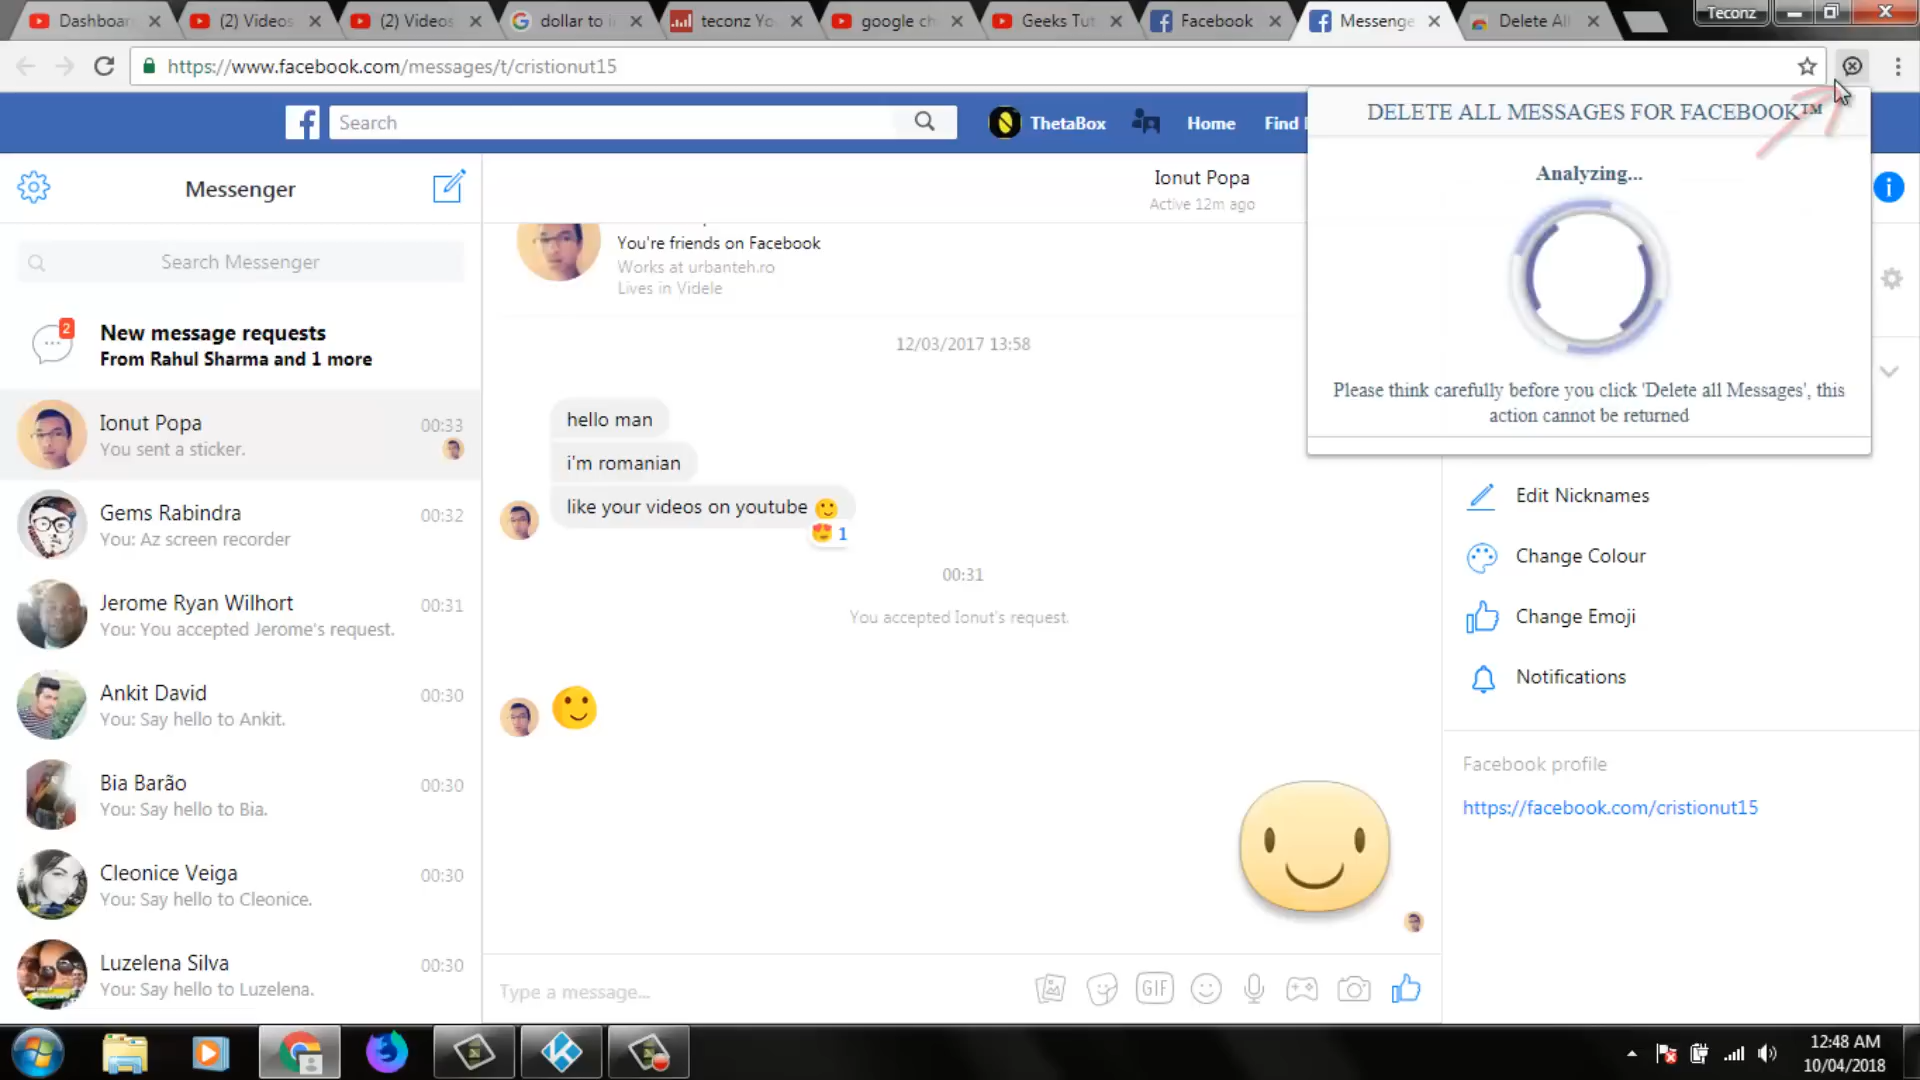 Dashboar
(2) Videos
(2) Videos
dollar to i
teconz Yo
google ch
Geeks Tut
Facebook
Messenge
Delete All
Teconz
https://www.facebook.com/messages/t/cristionut15
Search
ThetaBox
Home
Find
DELETE ALL MESSAGES FOR FACEBOOK™
Analyzing...
Please think carefully before you click 'Delete all Messages', this
action cannot be returned
Messenger
Search Messenger
2
New message requests
From Rahul Sharma and 1 more
Ionut Popa
00:33
You sent a sticker.
Gems Rabindra
00:32
You: Az screen recorder
Jerome Ryan Wilhort
00:31
You: You accepted Jerome's request.
Ankit David
00:30
You: Say hello to Ankit.
Bia Barão
00:30
You: Say hello to Bia.
Cleonice Veiga
00:30
You: Say hello to Cleonice.
Luzelena Silva
00:30
You: Say hello to Luzelena.
Ionut Popa
Active 12m ago
You're friends on Facebook
Works at urbanteh.ro
Lives in Videle
12/03/2017 13:58
hello man
i'm romanian
like your videos on youtube
1
00:31
You accepted Ionut's request.
Type a message...
GIF
Edit Nicknames
Change Colour
Change Emoji
Notifications
Facebook profile
https://facebook.com/cristionut15
12:48 AM
10/04/2018